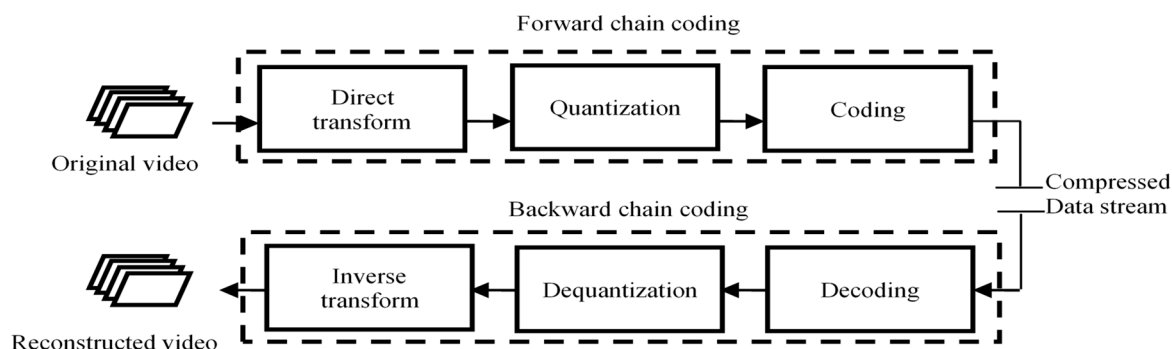 Forward chain coding
Direct
transform
Quantization
Coding
Original video
Compressed
Data stream
Backward chain coding
Inverse
transform
Dequantization
Decoding
Reconstructed video